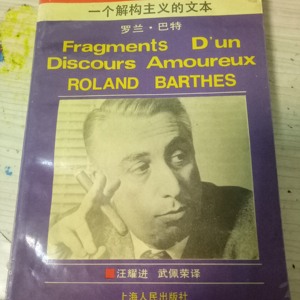 一个解构主义的文本
罗兰·巴特
Fragments D'un
Discours Amoureux
ROLAND BARTHES
汪耀进 武佩荣译
上海人民出版社